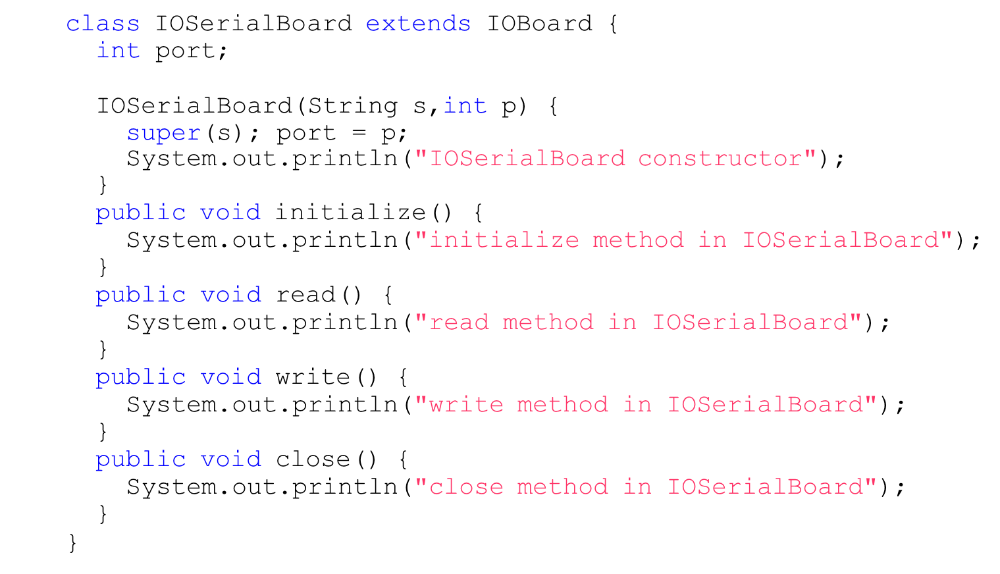 class IOSerialBoard extends IOBoard {
  int port;

  IOSerialBoard(String s,int p) {
    super(s); port = p;
    System.out.println("IOSerialBoard constructor");
  }
  public void initialize() {
    System.out.println("initialize method in IOSerialBoard");
  }
  public void read() {
    System.out.println("read method in IOSerialBoard");
  }
  public void write() {
    System.out.println("write method in IOSerialBoard");
  }
  public void close() {
    System.out.println("close method in IOSerialBoard");
  }
}